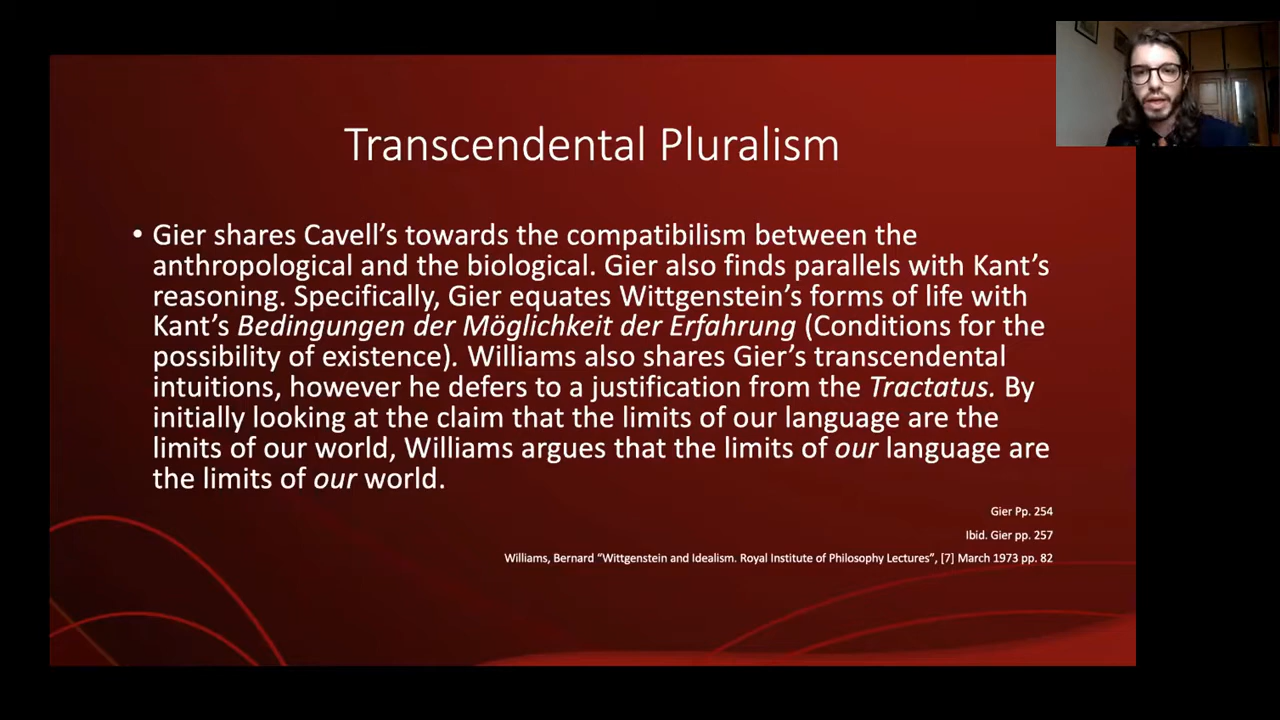 Transcendental Pluralism
• Gier shares Cavell's towards the compatibilism between the
anthropological and the biological. Gier also finds parallels with Kant's
reasoning. Specifically, Gier equates Wittgenstein's forms of life with
Kant's Bedingungen der Möglichkeit der Erfahrung (Conditions for the
possibility of existence). Williams also shares Gier's transcendental
intuitions, however he defers to a justification from the Tractatus. By
initially looking at the claim that the limits of our language are the
limits of our world, Williams argues that the limits of our language are
the limits of our world.
Gier Pp. 254
Ibid. Gier pp. 257
Williams, Bernard “Wittgenstein and Idealism. Royal Institute of Philosophy Lectures”, [7] March 1973 pp. 82